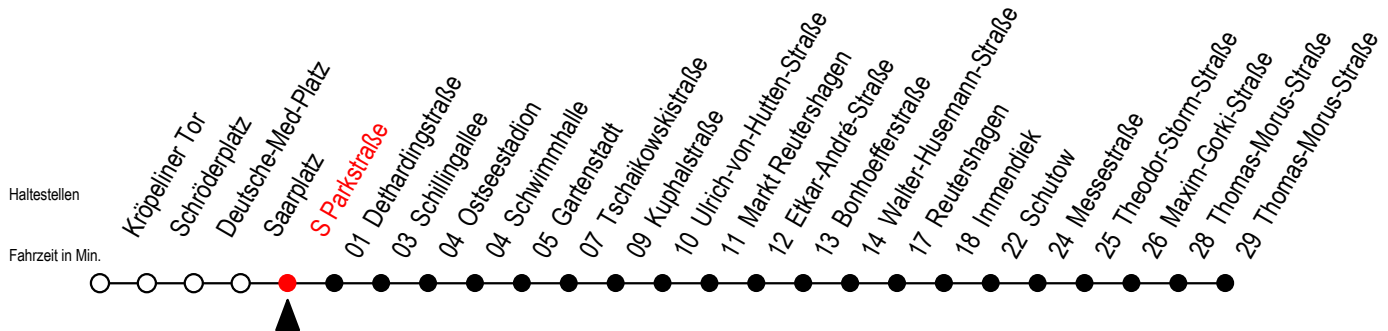 Haltestellen
Kröpeliner Tor
Schröderplatz
Deutsche-Med-Platz
Saarplatz
S Parkstraße
01 Dethardingstraße
03 Schillingallee
04 Ostseestadion
04 Schwimmhalle
05 Gartenstadt
07 Tschaikowskistraße
09 Kuphalstraße
10 Ulrich-von-Hutten-Straße
11 Markt Reutershagen
12 Etkar-André-Straße
13 Bonhoefferstraße
14 Walter-Husemann-Straße
17 Reutershagen
18 Immendiek
22 Schutow
24 Messestraße
25 Theodor-Storm-Straße
26 Maxim-Gorki-Straße
28 Thomas-Morus-Straße
29 Thomas-Morus-Straße
Fahrzeit in Min.